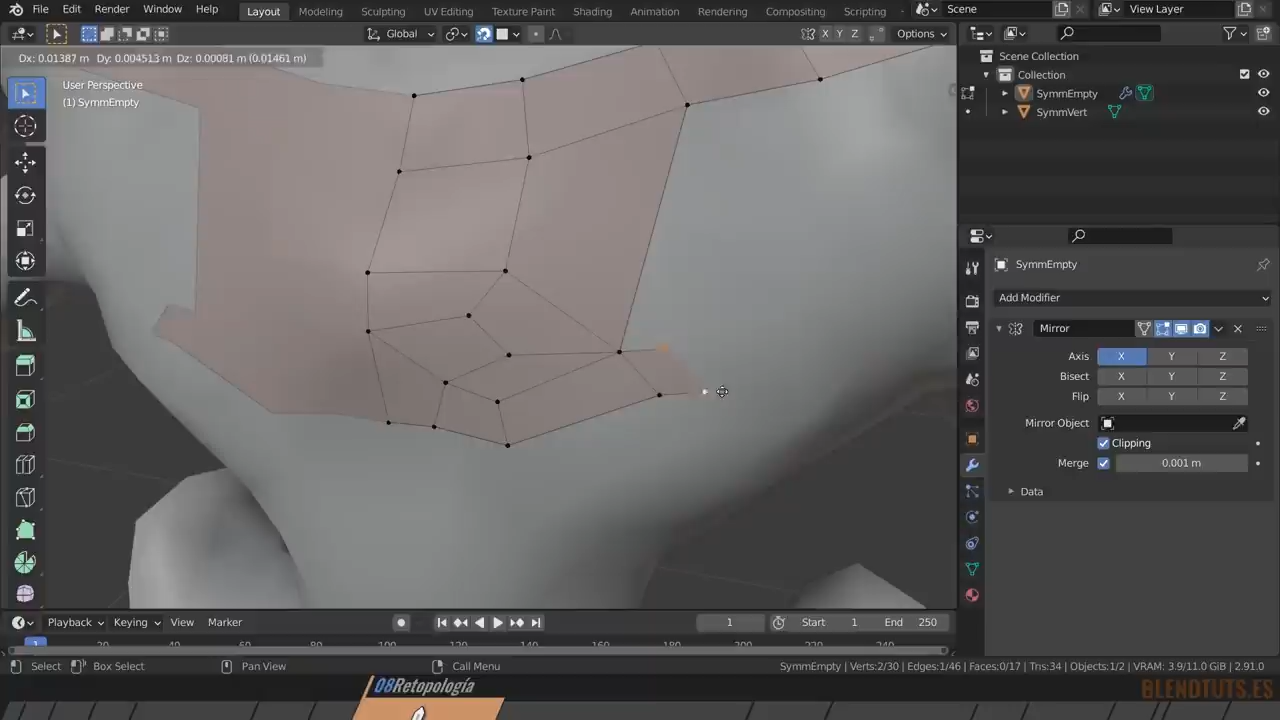 File Edit Render Window Help Layout Modeling Sculpting UV Editing Texture Paint Shading Animation Rendering Compositing Scripting Scene View Layer
Global X Y Z Options
Dx: 0.01387 m Dy: 0.004513 m Dz: 0.00081 m (0.01461 m)
User Perspective
(1) SymmEmpty
Scene Collection
Collection
SymmEmpty
SymmVert
SymmEmpty
Add Modifier
Mirror
Axis X Y Z
Bisect X Y Z
Flip X Y Z
Mirror Object
Clipping
Merge 0.001 m
Data
Playback Keying View Marker 1 Start 1 End 250
1
Select Box Select Pan View Call Menu SymmEmpty | Verts:2/30 | Edges:1/46 | Faces:0/17 | Tris:34 | Objects:1/2 | VRAM: 3.9/11.0 GiB | 2.91.0
08Retopología
BLENDTUTS.ES